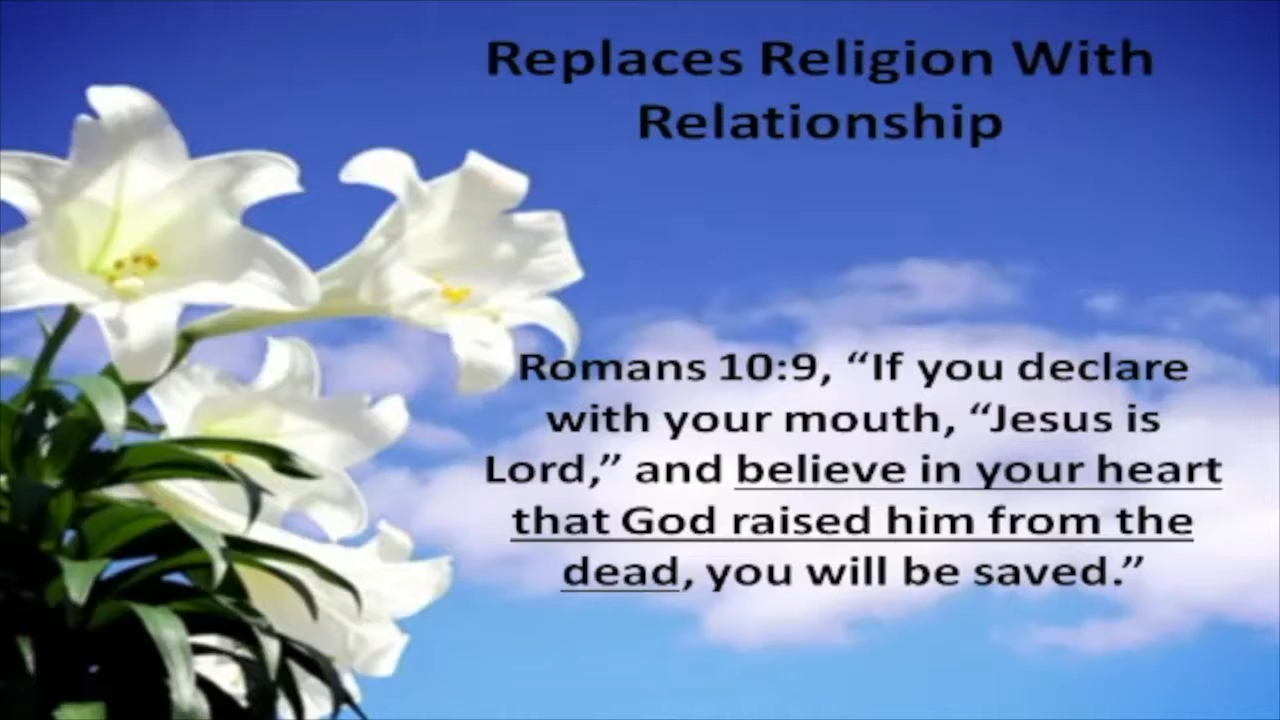 Replaces Religion With
Relationship
Romans 10:9, “If you declare
with your mouth, “Jesus is
Lord,” and believe in your heart
that God raised him from the
dead, you will be saved.”